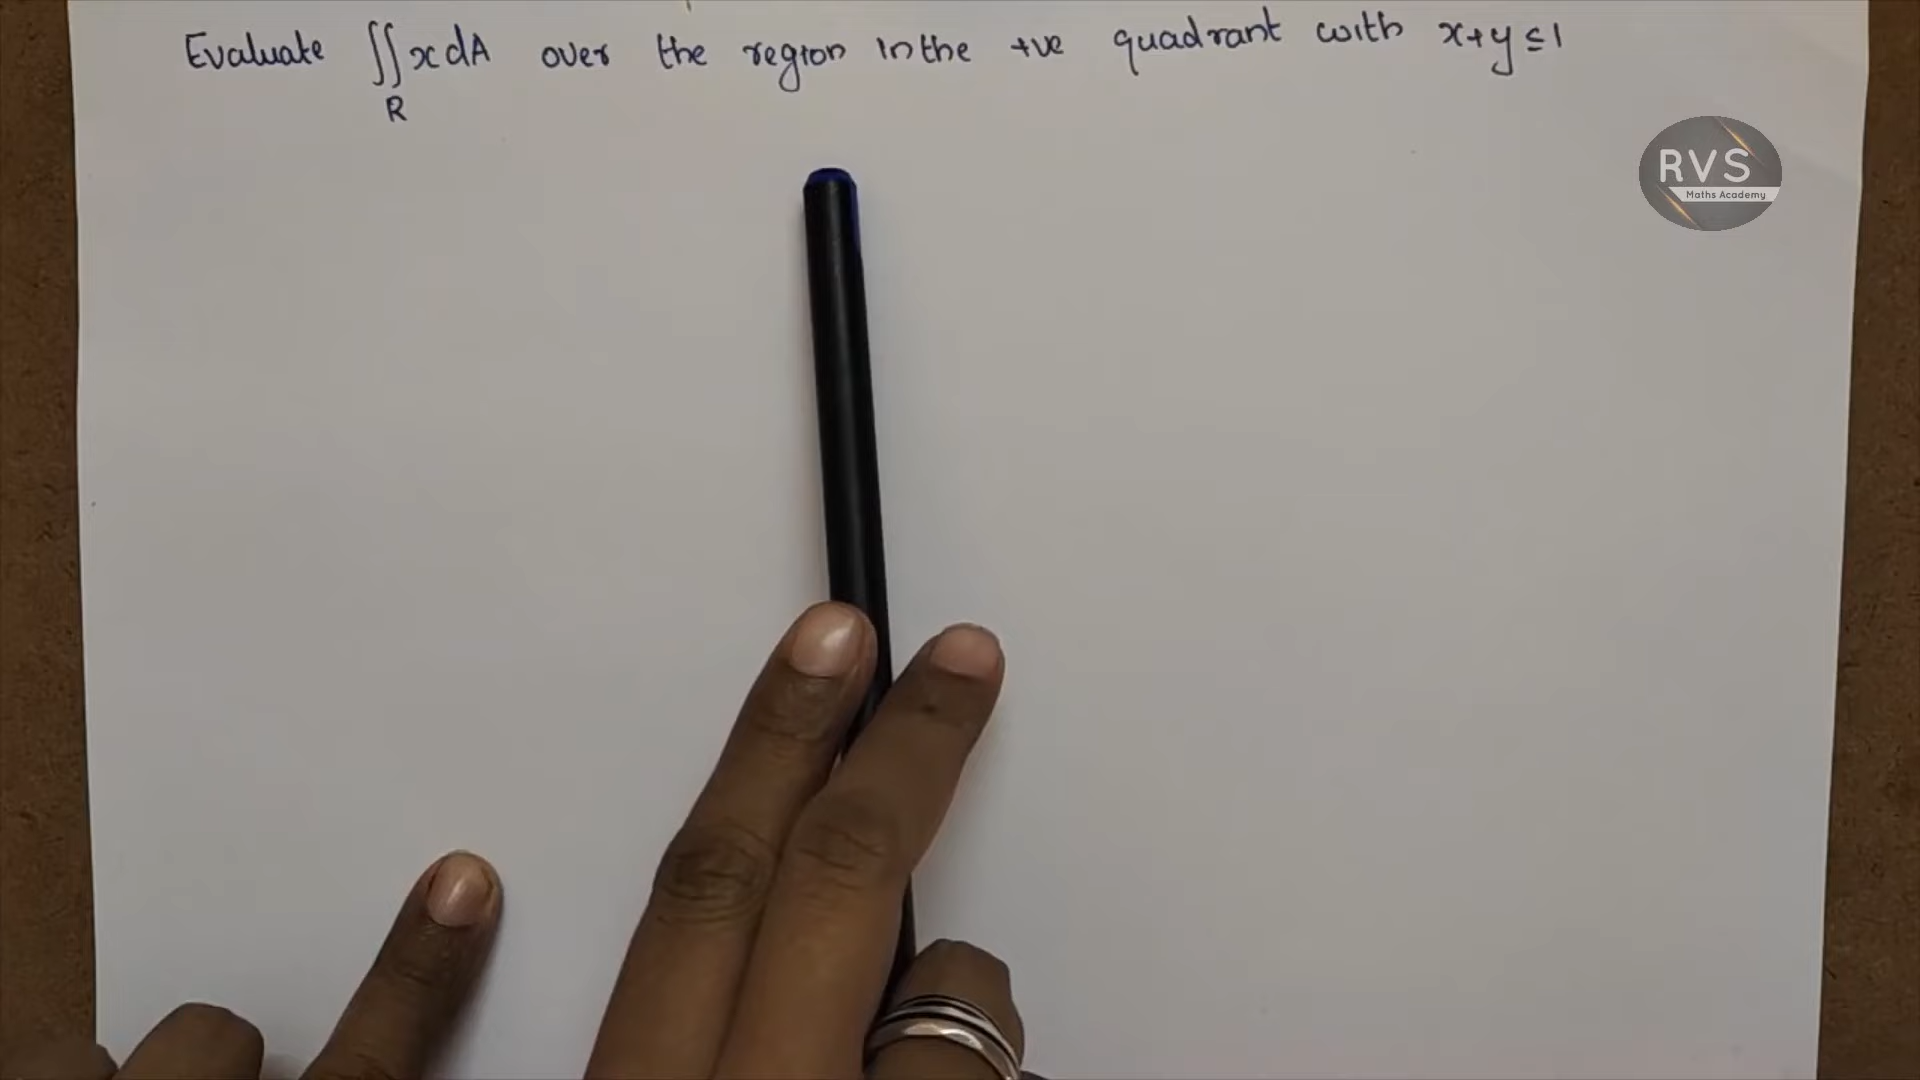 Evaluate ∬ x dA over the region in the +ve quadrant with x+y ≤ 1
R
RVS
Maths Academy